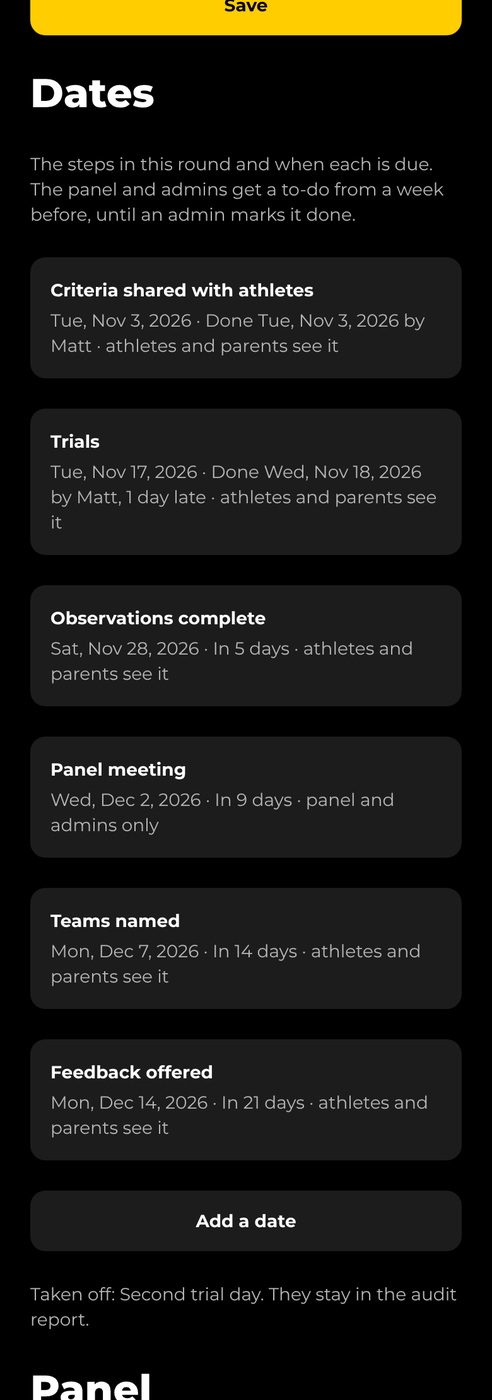 Save
Dates
The steps in this round and when each is due.
The panel and admins get a to-do from a week
before, until an admin marks it done.
Criteria shared with athletes
Tue, Nov 3, 2026 · Done Tue, Nov 3, 2026 by
Matt · athletes and parents see it
Trials
Tue, Nov 17, 2026 · Done Wed, Nov 18, 2026
by Matt, 1 day late · athletes and parents see
it
Observations complete
Sat, Nov 28, 2026 · In 5 days · athletes and
parents see it
Panel meeting
Wed, Dec 2, 2026 · In 9 days · panel and
admins only
Teams named
Mon, Dec 7, 2026 · In 14 days · athletes and
parents see it
Feedback offered
Mon, Dec 14, 2026 · In 21 days · athletes and
parents see it
Add a date
Taken off: Second trial day. They stay in the audit
report.
Panel